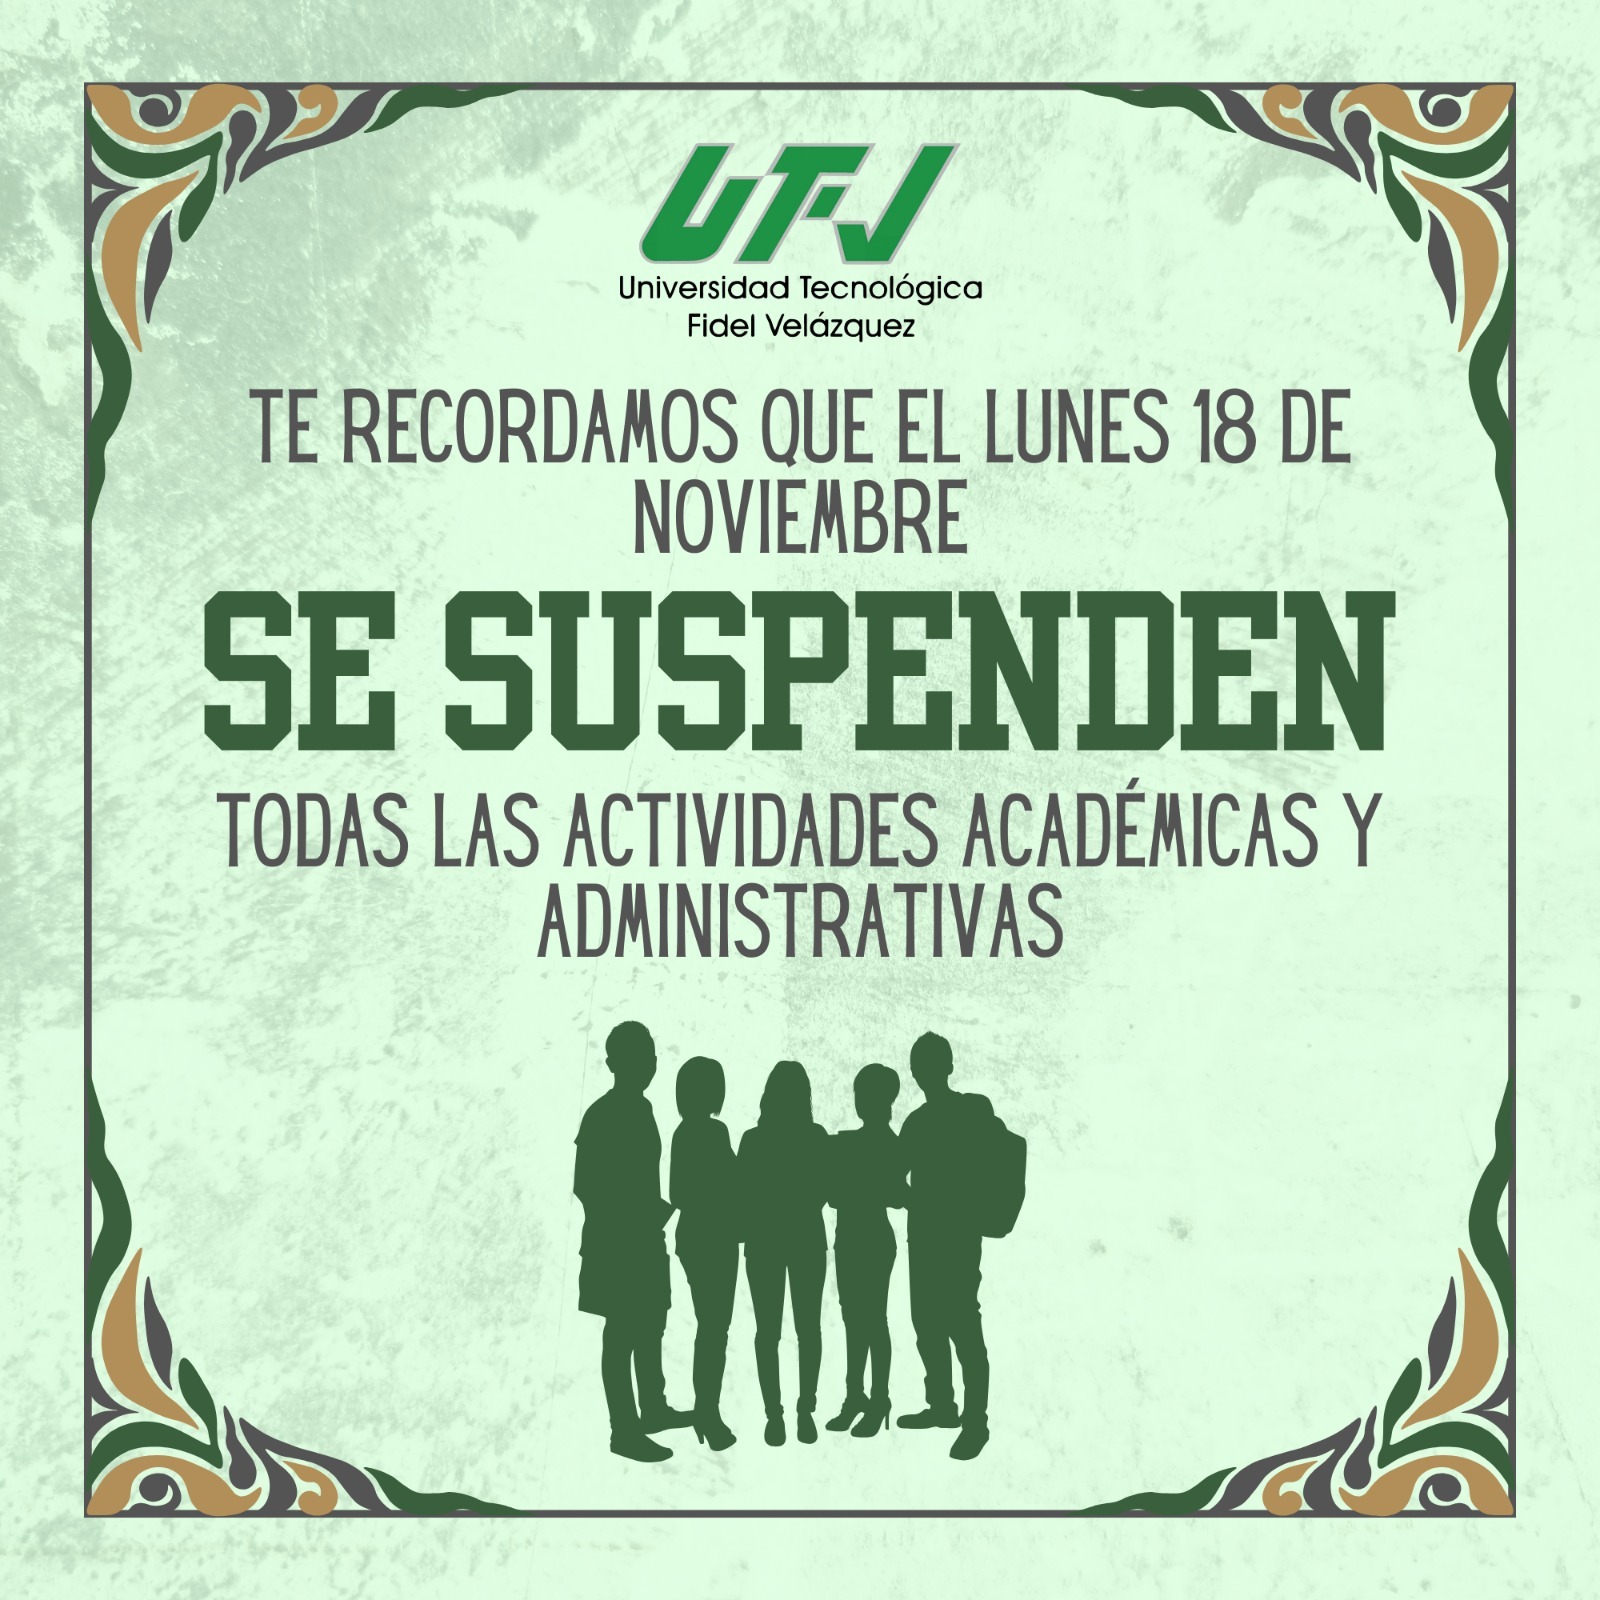 UTFV
Universidad Tecnológica
Fidel Velázquez
TE RECORDAMOS QUE EL LUNES 18 DE
NOVIEMBRE
SE SUSPENDEN
TODAS LAS ACTIVIDADES ACADÉMICAS Y
ADMINISTRATIVAS